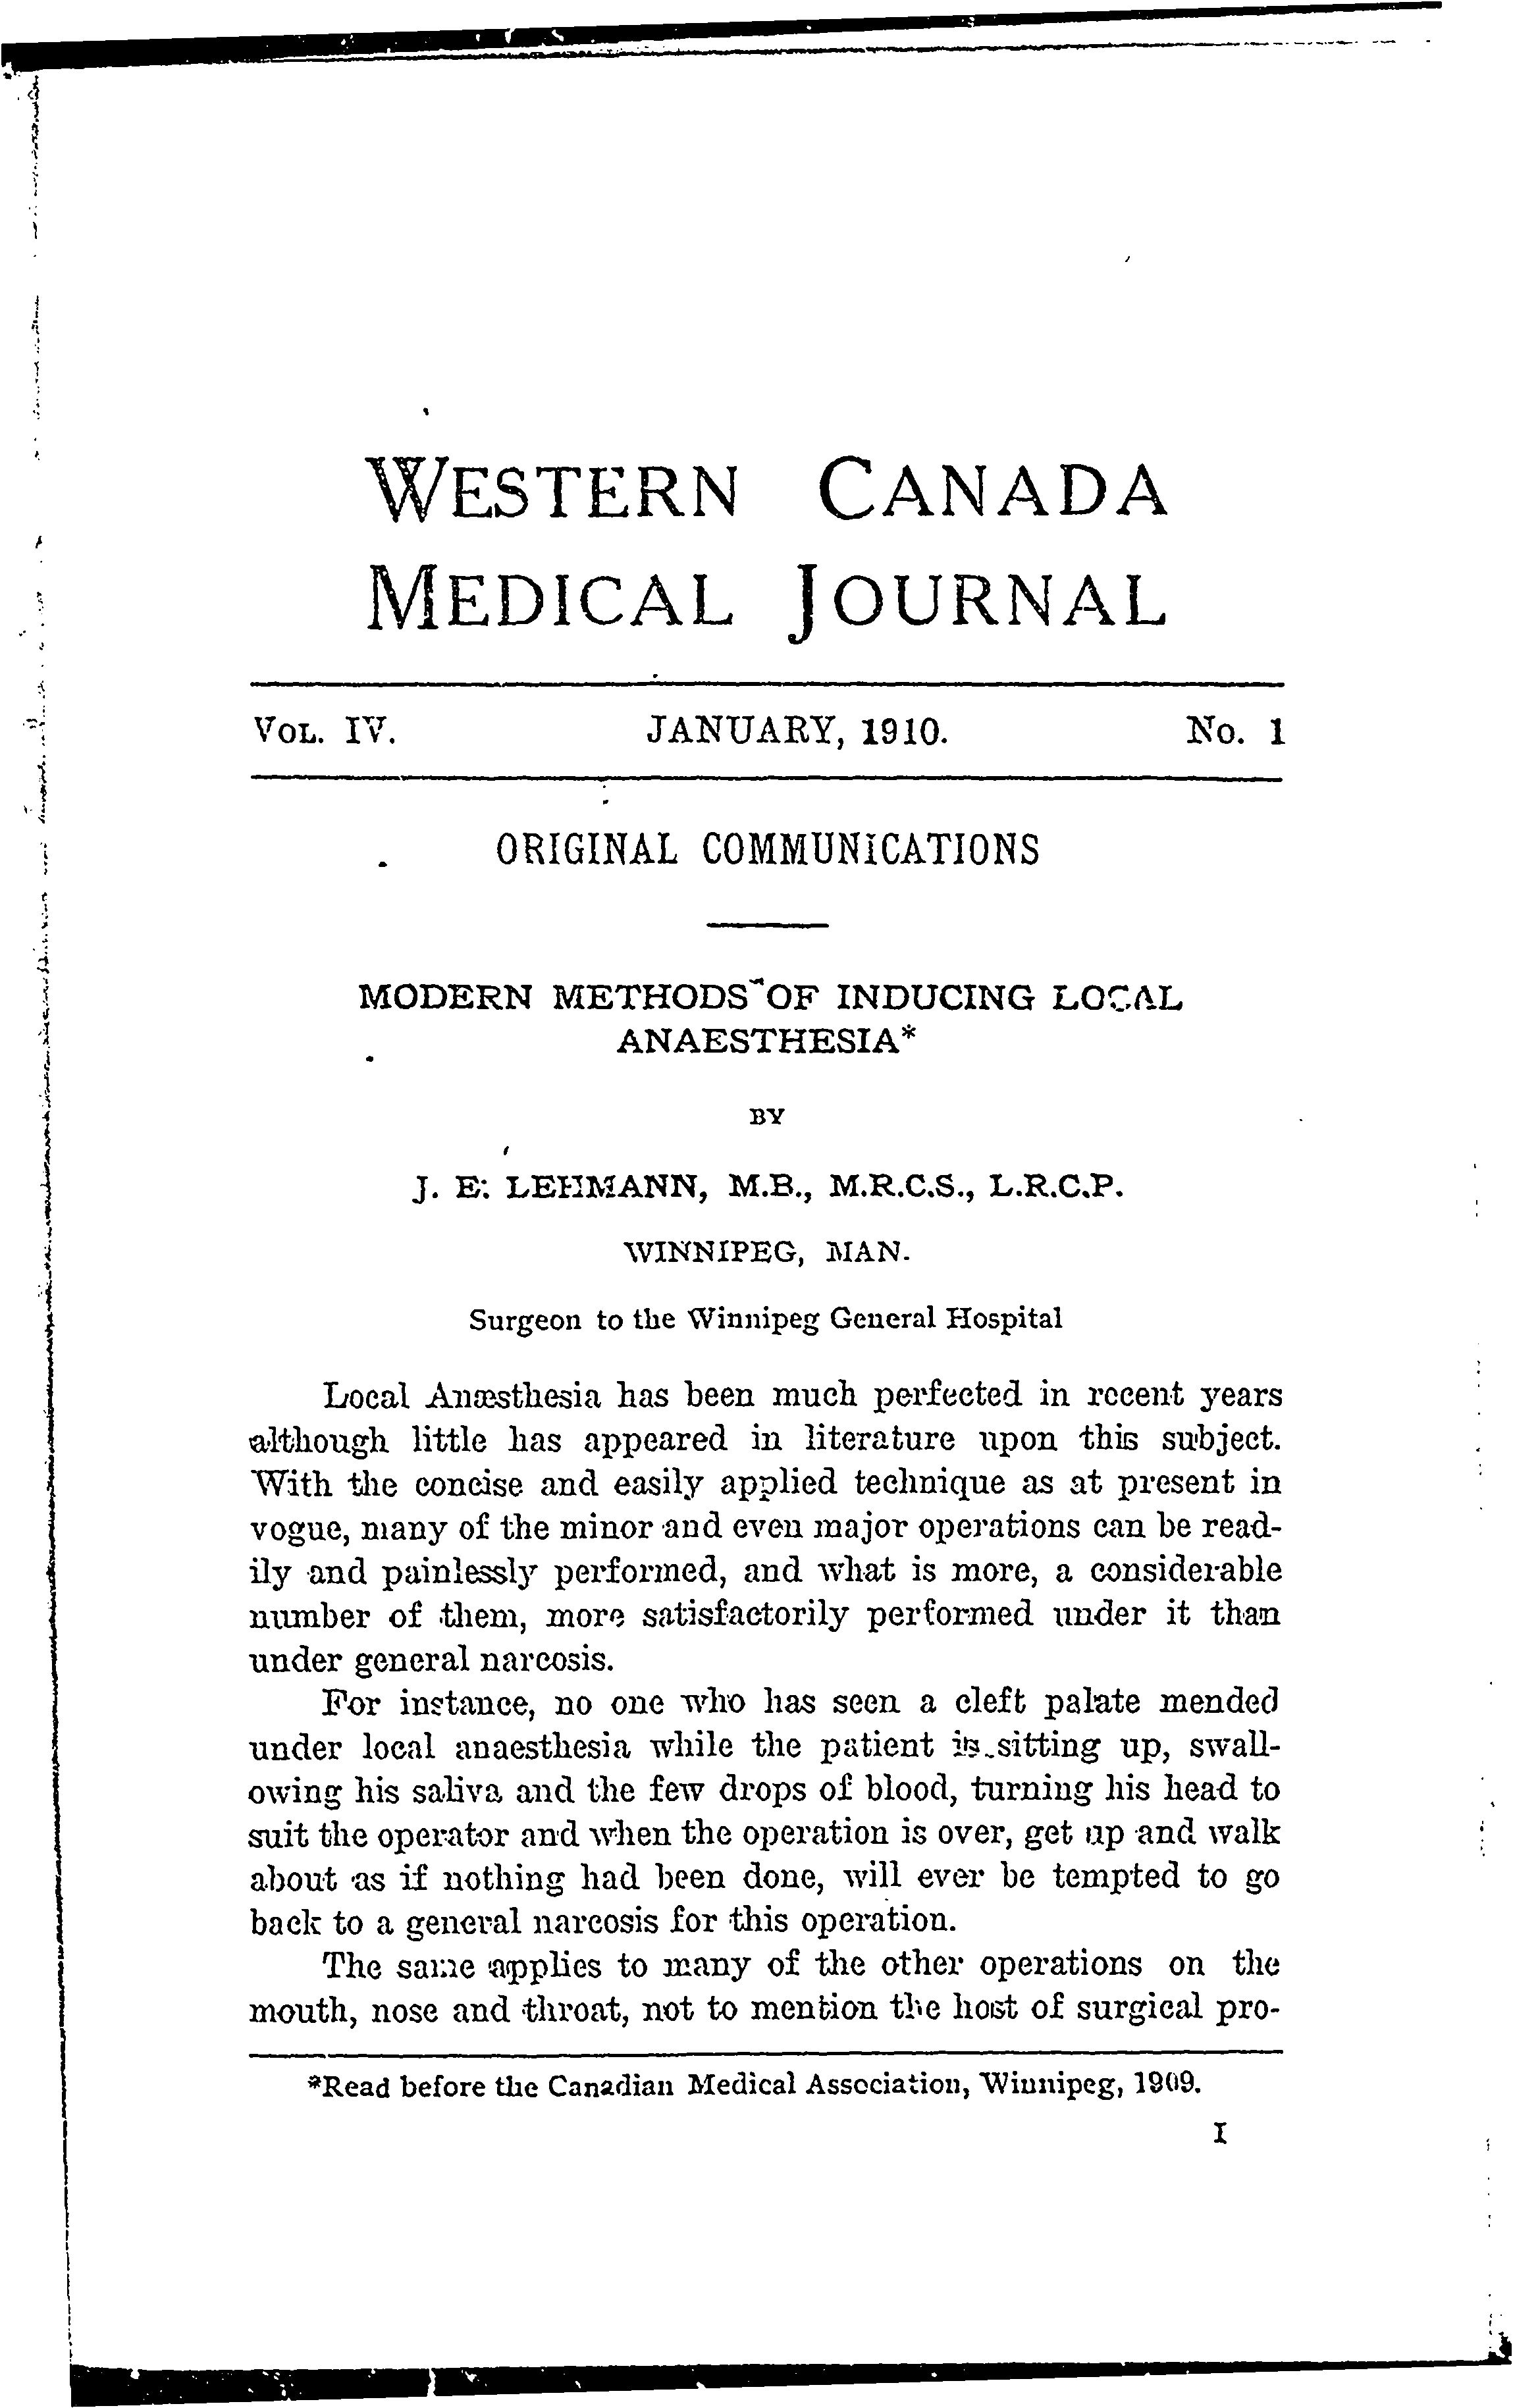 WESTERN CANADA
MEDICAL JOURNAL
VOL. IV. JANUARY, 1910. No. 1
ORIGINAL COMMUNICATIONS
MODERN METHODS OF INDUCING LOCAL
ANAESTHESIA*
BY
J. E. LEHMANN, M.B., M.R.C.S., L.R.C.P.
WINNIPEG, MAN.
Surgeon to the Winnipeg General Hospital
Local Anæsthesia has been much perfected in recent years
although little has appeared in literature upon this subject.
With the concise and easily applied technique as at present in
vogue, many of the minor and even major operations can be read-
ily and painlessly performed, and what is more, a considerable
number of them, more satisfactorily performed under it than
under general narcosis.
For instance, no one who has seen a cleft palate mended
under local anaesthesia while the patient is sitting up, swall-
owing his saliva and the few drops of blood, turning his head to
suit the operator and when the operation is over, get up and walk
about as if nothing had been done, will ever be tempted to go
back to a general narcosis for this operation.
The same applies to many of the other operations on the
mouth, nose and throat, not to mention the host of surgical pro-
*Read before the Canadian Medical Association, Winnipeg, 1909.
I